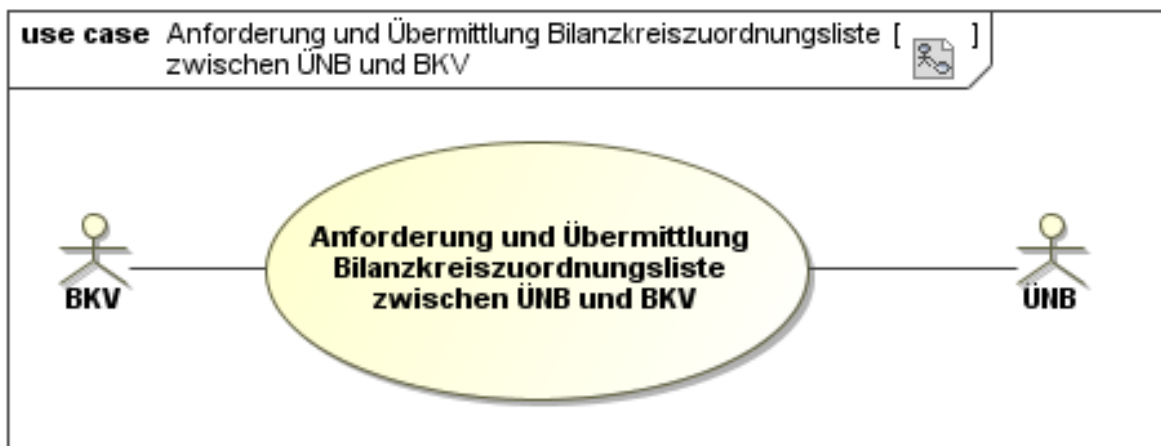 use case Anforderung und Übermittlung Bilanzkreiszuordnungsliste [ ]
zwischen ÜNB und BKV
Anforderung und Übermittlung
Bilanzkreiszuordnungsliste
zwischen ÜNB und BKV
BKV
ÜNB